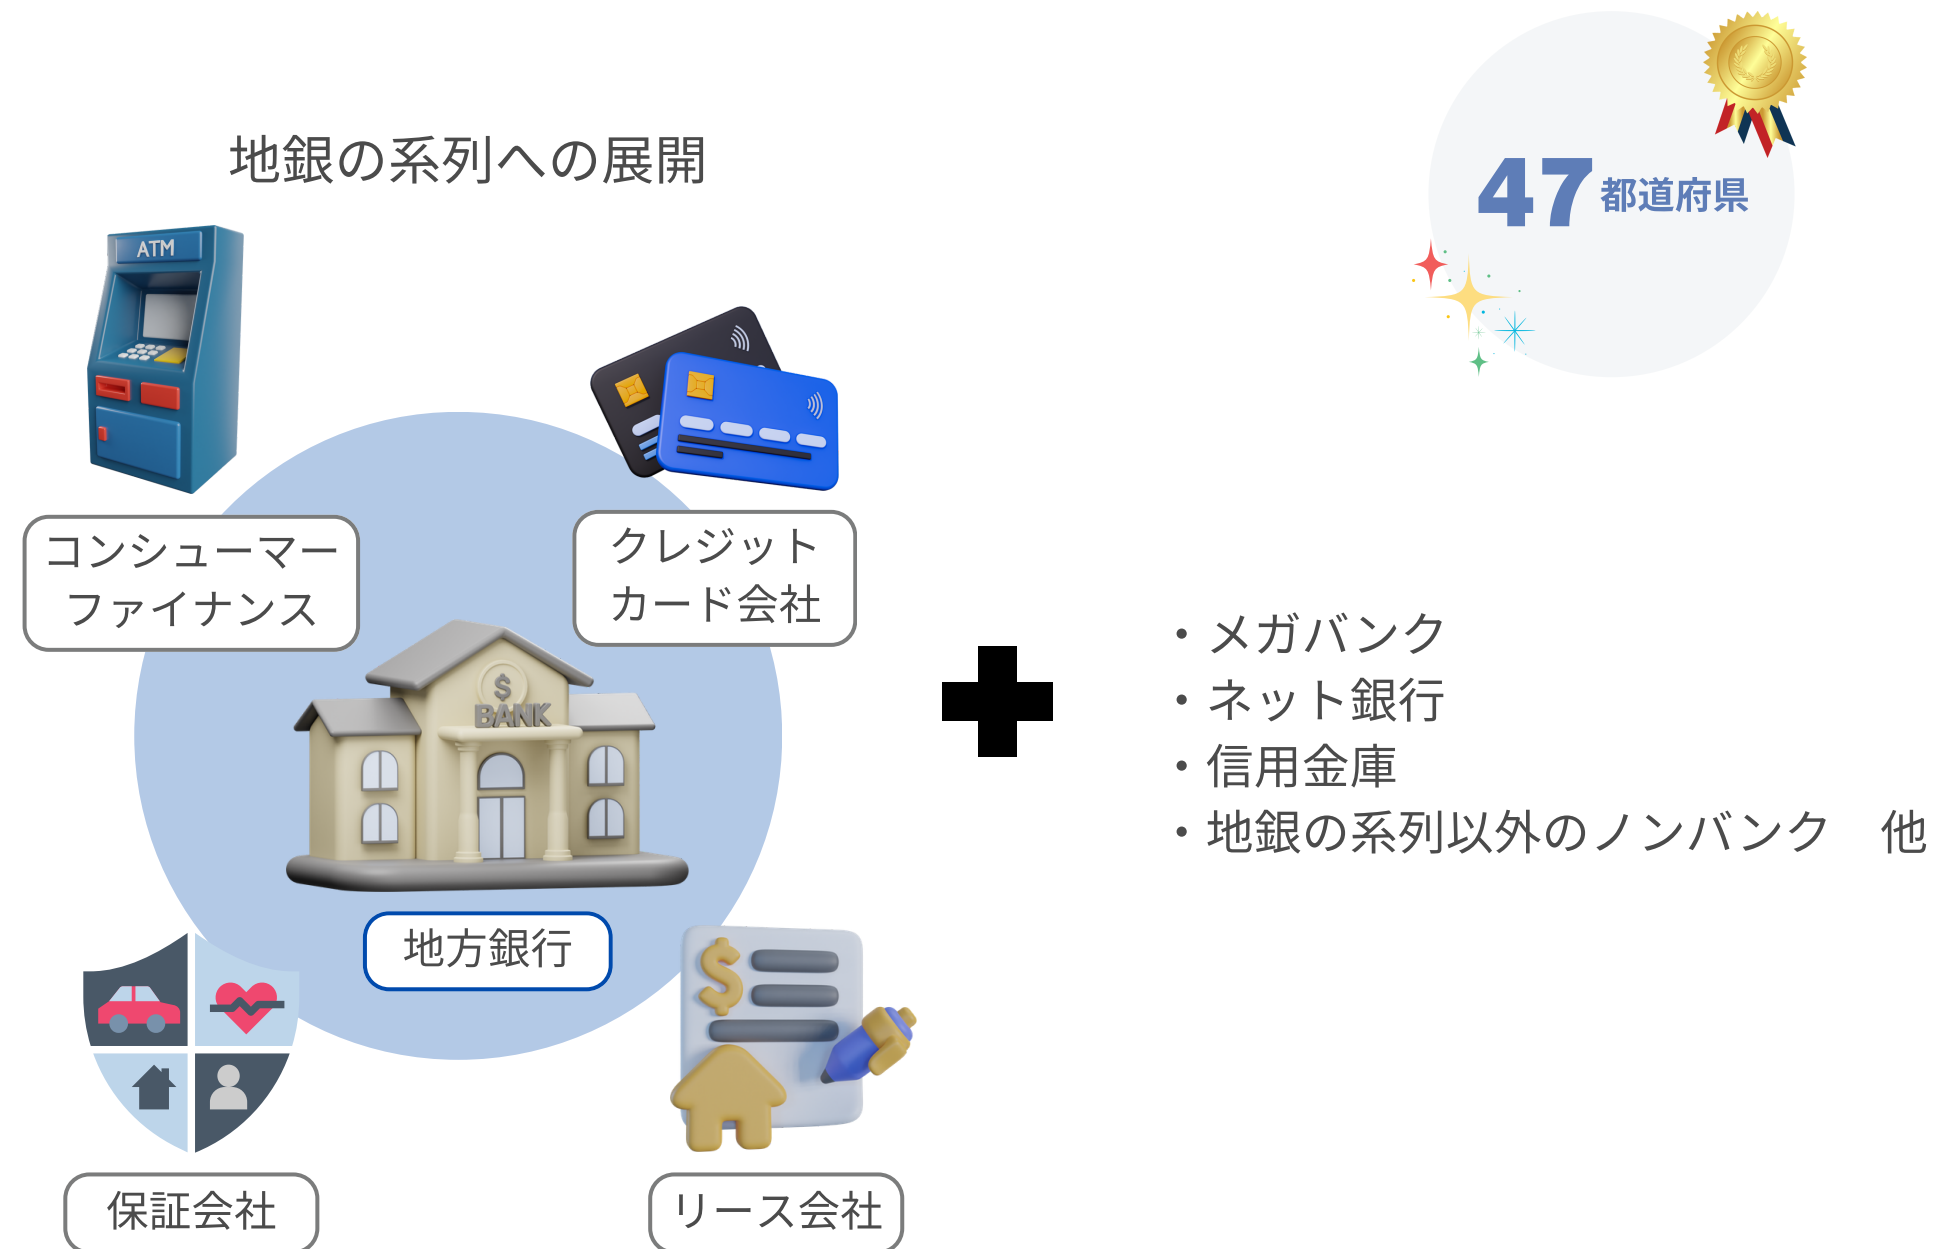 47都道府県
地銀の系列への展開
ATM
コンシューマー
ファイナンス
クレジット
カード会社
$
BANK
地方銀行
$
保証会社
リース会社
・メガバンク
・ネット銀行
・信用金庫
・地銀の系列以外のノンバンク　他